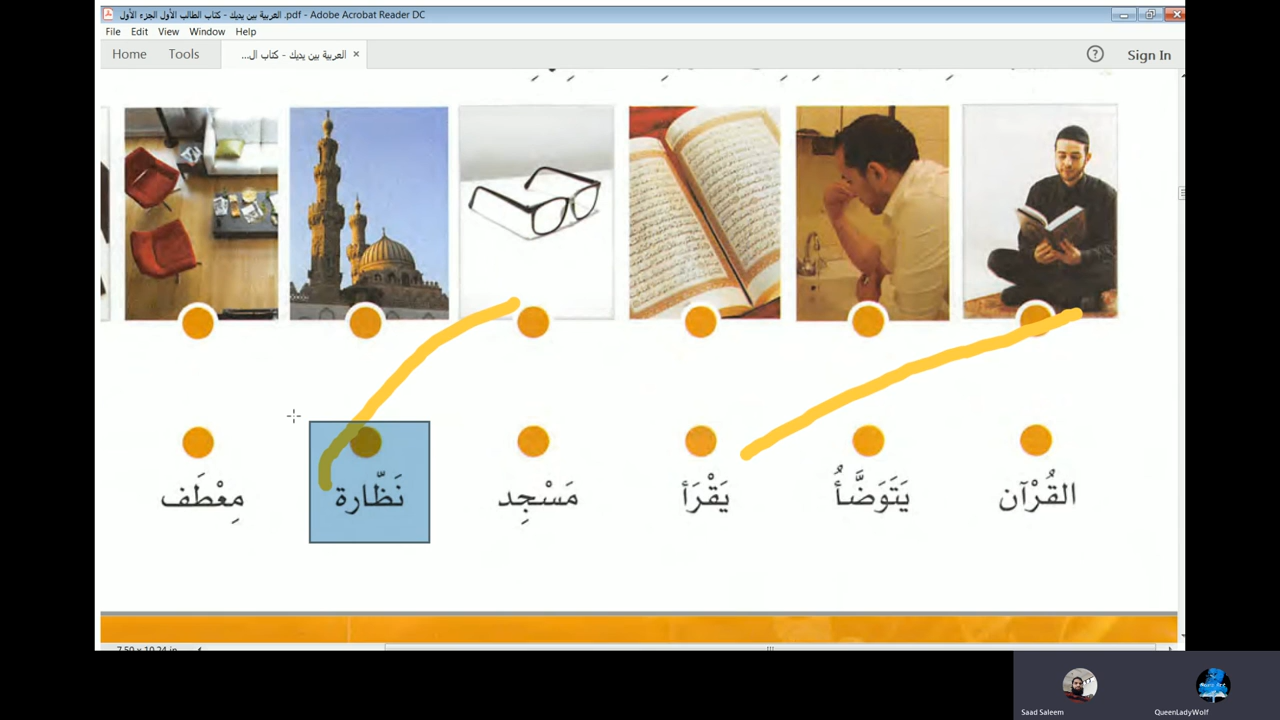 العربية بين يديك - كتاب الطالب الأول الجزء الأول .pdf - Adobe Acrobat Reader DC
File Edit View Window Help
Home Tools العربية بين يديك - كتاب ال... × ? Sign In
القُرْآن يَتَوَضَّأُ يَقْرَأ مَسْجِد نَظّارة مِعْطَف
Saad Saleem QueenLadyWolf